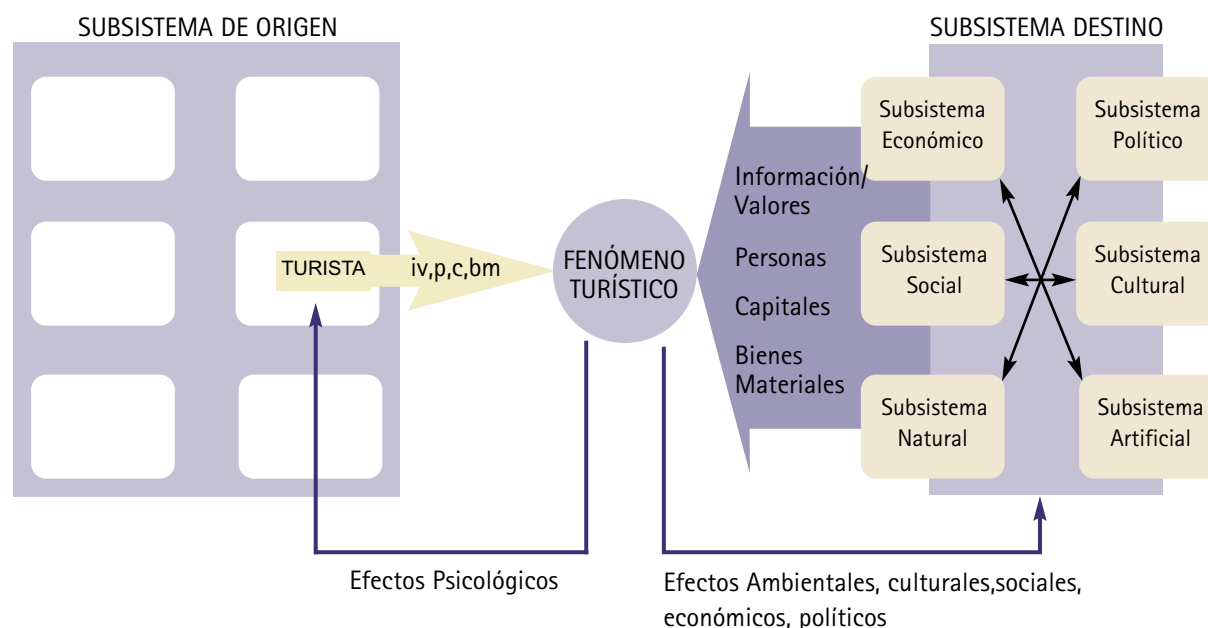 SUBSISTEMA DE ORIGEN
SUBSISTEMA DESTINO
TURISTA
iv,p,c,bm
FENÓMENO
TURÍSTICO
Información/
Valores
Personas
Capitales
Bienes
Materiales
Subsistema
Económico
Subsistema
Político
Subsistema
Social
Subsistema
Cultural
Subsistema
Natural
Subsistema
Artificial
Efectos Psicológicos
Efectos Ambientales, culturales,sociales,
económicos, políticos